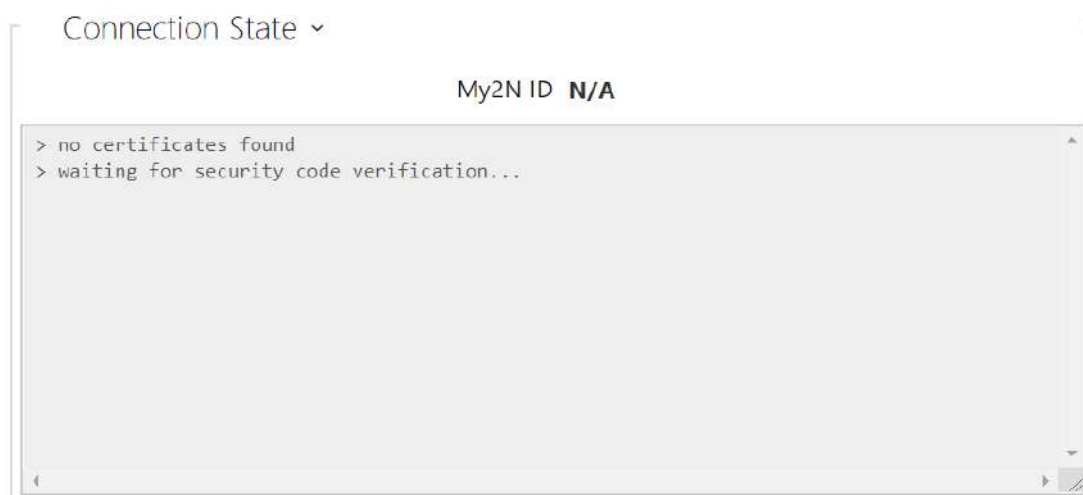 Connection State
My2N ID N/A
> no certificates found
> waiting for security code verification...